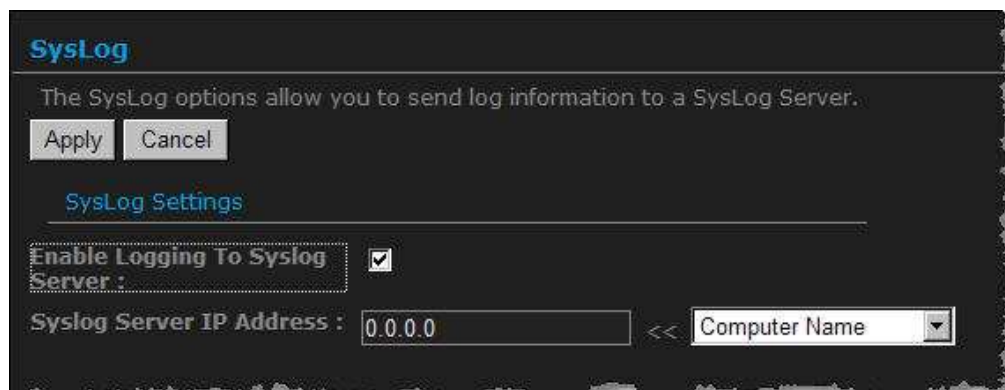 SysLog
The SysLog options allow you to send log information to a SysLog Server.
Apply Cancel
SysLog Settings
Enable Logging To Syslog
Server :
Syslog Server IP Address : 0.0.0.0 << Computer Name